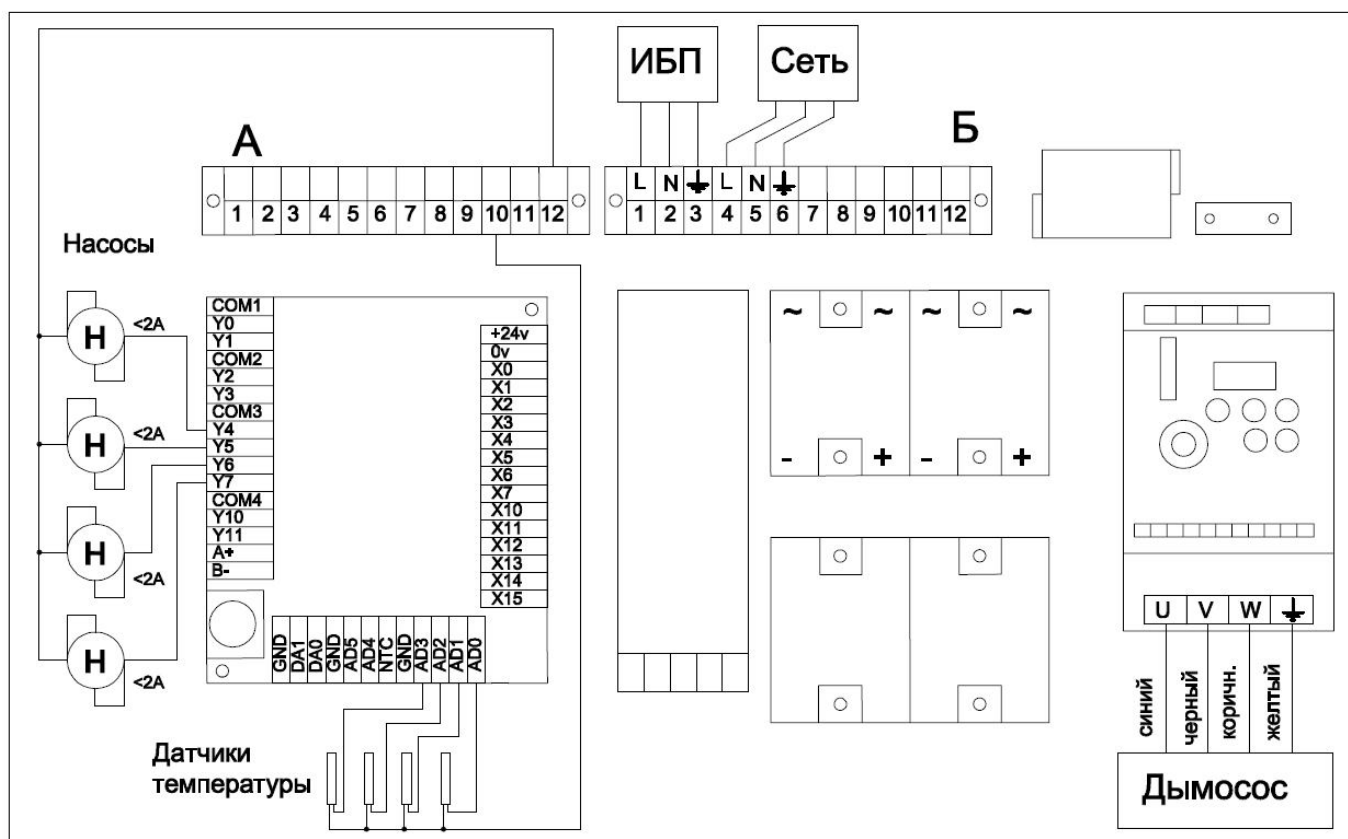 ИБП
Сеть
А
Б
L N L N
1 2 3 4 5 6 7 8 9 10 11 12
1 2 3 4 5 6 7 8 9 10 11 12
Насосы
Н <2A
Н <2A
Н <2A
Н <2A
COM1
Y0
Y1
COM2
Y2
Y3
COM3
Y4
Y5
Y6
Y7
COM4
Y10
Y11
A+
B-
+24v
0v
X0
X1
X2
X3
X4
X5
X6
X7
X10
X11
X12
X13
X14
X15
GND
DA1
DA0
GND
AD5
AD4
NTC
GND
AD3
AD2
AD1
AD0
Датчики
температуры
~ ~ ~ ~
- + - +
U V W
синий
черный
коричн.
желтый
Дымосос